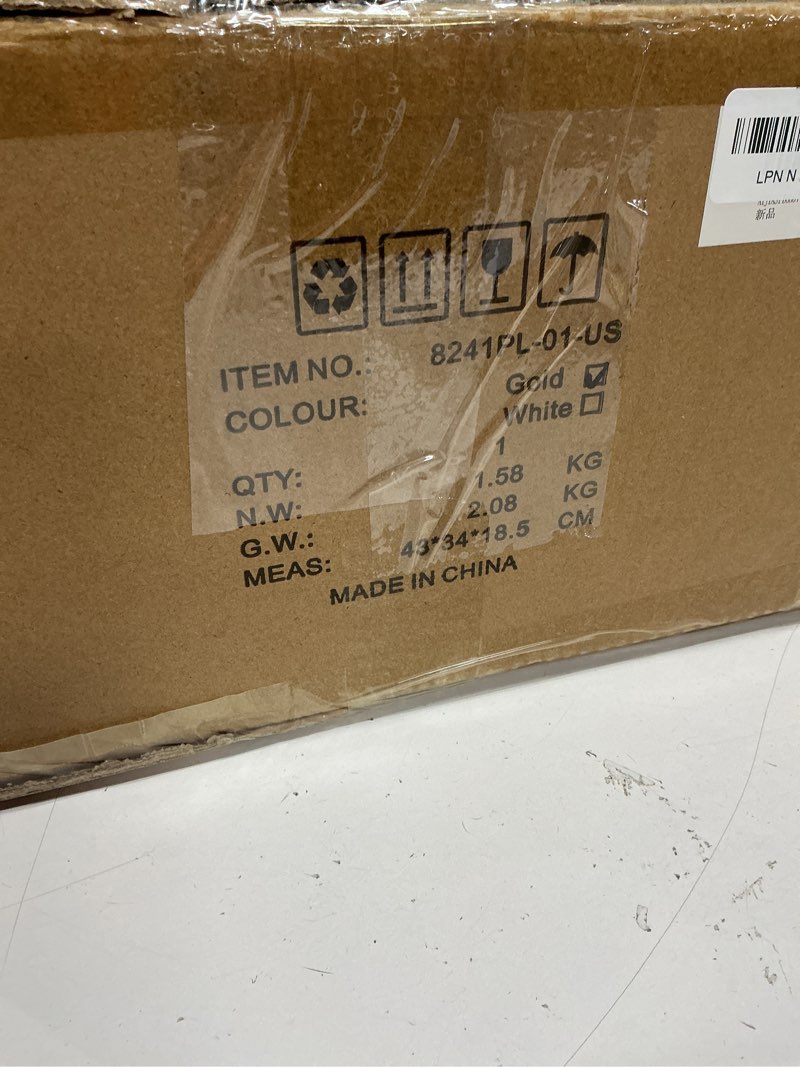 LPN N
新品
ITEM NO.: 8241PL-01-US
COLOUR: Gold ☑
White ☐
QTY: 1
N.W: 1.58 KG
G.W.: 2.08 KG
MEAS: 43*34*18.5 CM
MADE IN CHINA